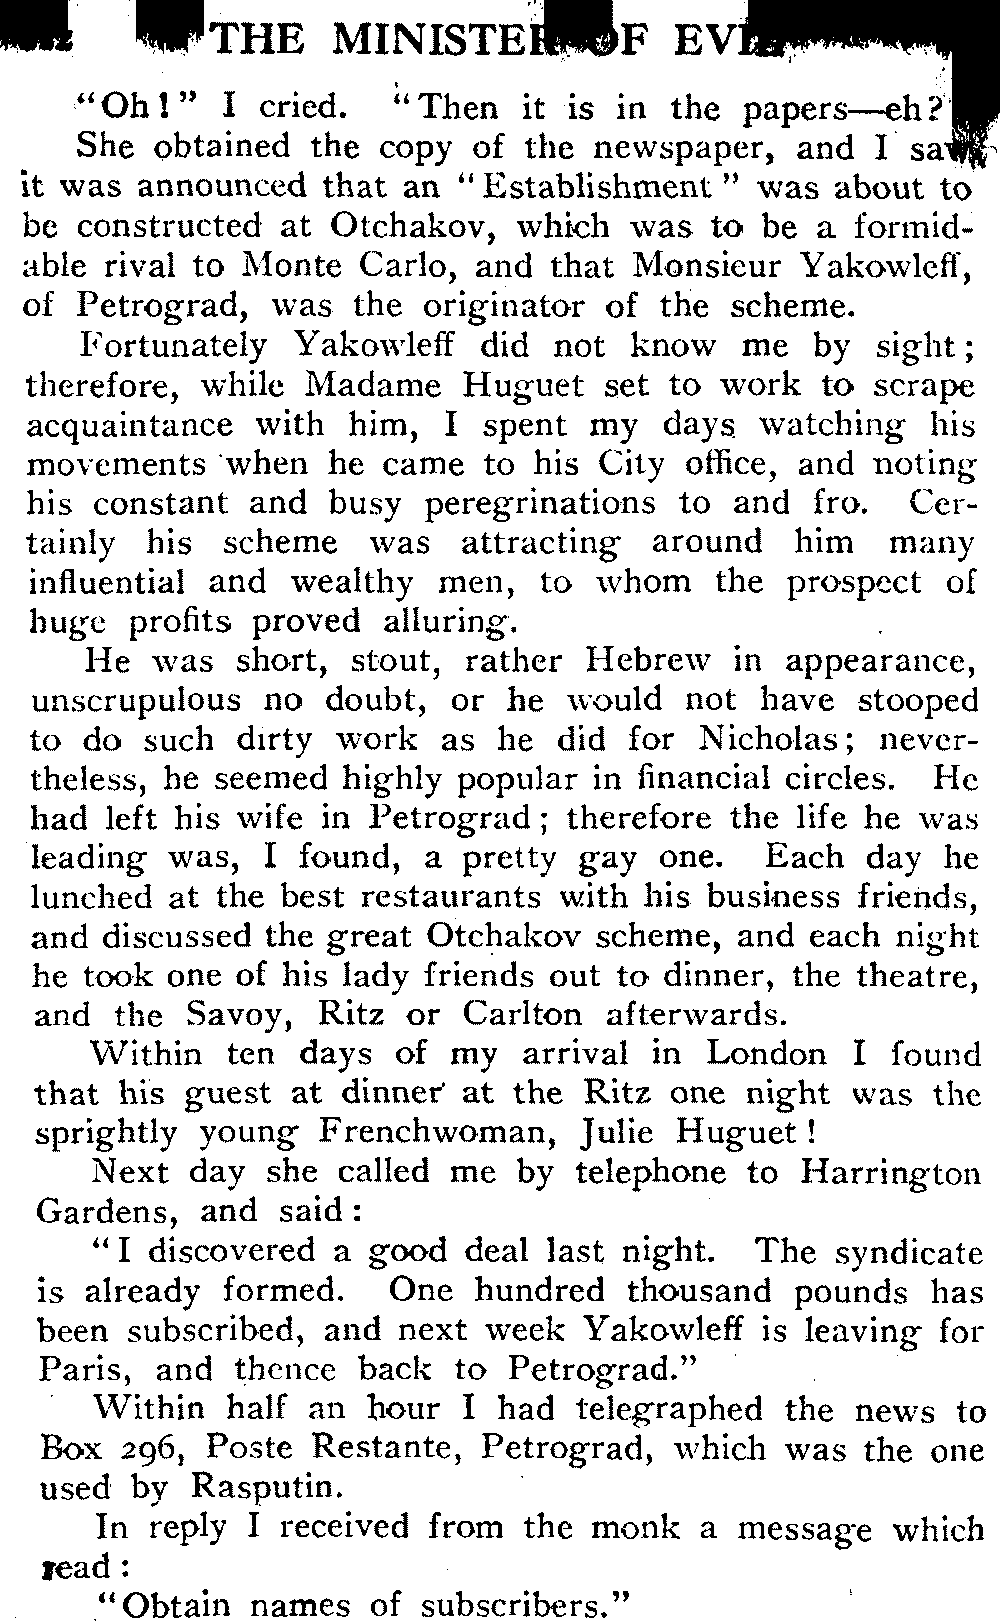 THE MINISTER OF EVIL
"Oh!" I cried. "Then it is in the papers—eh?
She obtained the copy of the newspaper, and I saw
it was announced that an "Establishment" was about to
be constructed at Otchakov, which was to be a formid-
able rival to Monte Carlo, and that Monsieur Yakowleff,
of Petrograd, was the originator of the scheme.
Fortunately Yakowleff did not know me by sight;
therefore, while Madame Huguet set to work to scrape
acquaintance with him, I spent my days watching his
movements when he came to his City office, and noting
his constant and busy peregrinations to and fro. Cer-
tainly his scheme was attracting around him many
influential and wealthy men, to whom the prospect of
huge profits proved alluring.
He was short, stout, rather Hebrew in appearance,
unscrupulous no doubt, or he would not have stooped
to do such dirty work as he did for Nicholas; never-
theless, he seemed highly popular in financial circles. He
had left his wife in Petrograd; therefore the life he was
leading was, I found, a pretty gay one. Each day he
lunched at the best restaurants with his business friends,
and discussed the great Otchakov scheme, and each night
he took one of his lady friends out to dinner, the theatre,
and the Savoy, Ritz or Carlton afterwards.
Within ten days of my arrival in London I found
that his guest at dinner at the Ritz one night was the
sprightly young Frenchwoman, Julie Huguet!
Next day she called me by telephone to Harrington
Gardens, and said:
"I discovered a good deal last night. The syndicate
is already formed. One hundred thousand pounds has
been subscribed, and next week Yakowleff is leaving for
Paris, and thence back to Petrograd."
Within half an hour I had telegraphed the news to
Box 296, Poste Restante, Petrograd, which was the one
used by Rasputin.
In reply I received from the monk a message which
read:
"Obtain names of subscribers."